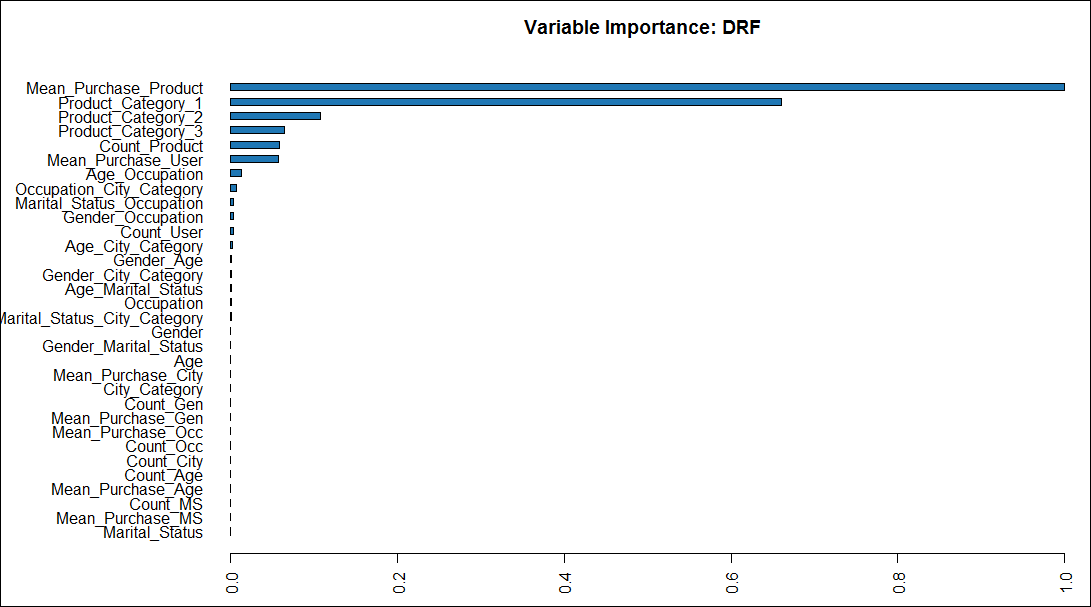 Variable Importance: DRF
Mean_Purchase_Product
Product_Category_1
Product_Category_2
Product_Category_3
Count_Product
Mean_Purchase_User
Age_Occupation
Occupation_City_Category
Marital_Status_Occupation
Gender_Occupation
Count_User
Age_City_Category
Gender_Age
Gender_City_Category
Age_Marital_Status
Occupation
Marital_Status_City_Category
Gender
Gender_Marital_Status
Age
Mean_Purchase_City
City_Category
Count_Gen
Mean_Purchase_Gen
Mean_Purchase_Occ
Count_Occ
Count_City
Count_Age
Mean_Purchase_Age
Count_MS
Mean_Purchase_MS
Marital_Status
0.0 0.2 0.4 0.6 0.8 1.0